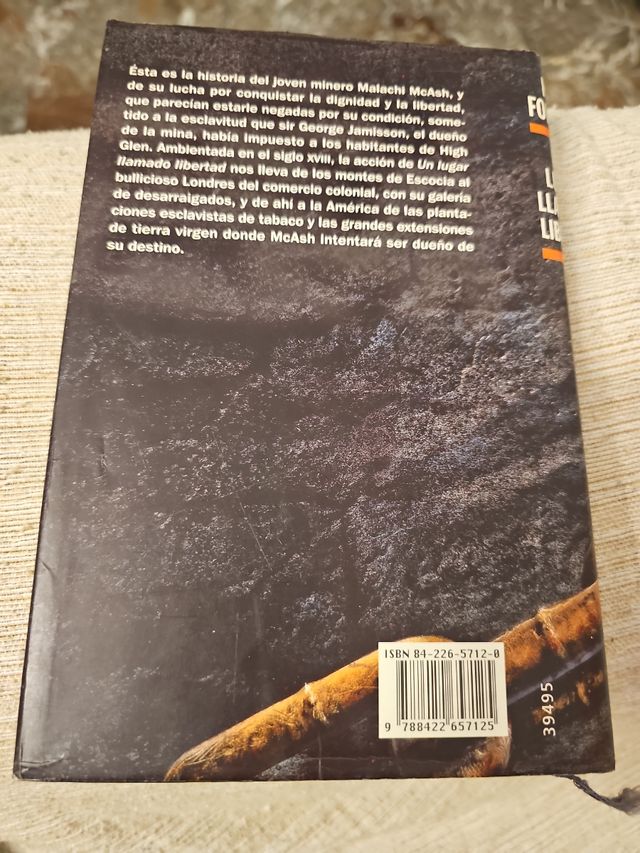 Ésta es la historia del joven minero Malachi McAsh, y
de su lucha por conquistar la dignidad y la libertad,
que parecían estarle negadas por su condición, some-
tido a la esclavitud que sir George Jamisson, el dueño
de la mina, había impuesto a los habitantes de High
Glen. Ambientada en el siglo XVIII, la acción de Un lugar
llamado libertad nos lleva de los montes de Escocia al
bullicioso Londres del comercio colonial, con su galería
de desarraigados, y de ahí a la América de las planta-
ciones esclavistas de tabaco y las grandes extensiones
de tierra virgen donde McAsh intentará ser dueño de
su destino.
FO
L
LL
LIB
ISBN 84-226-5712-0
9 788422 657125
39495